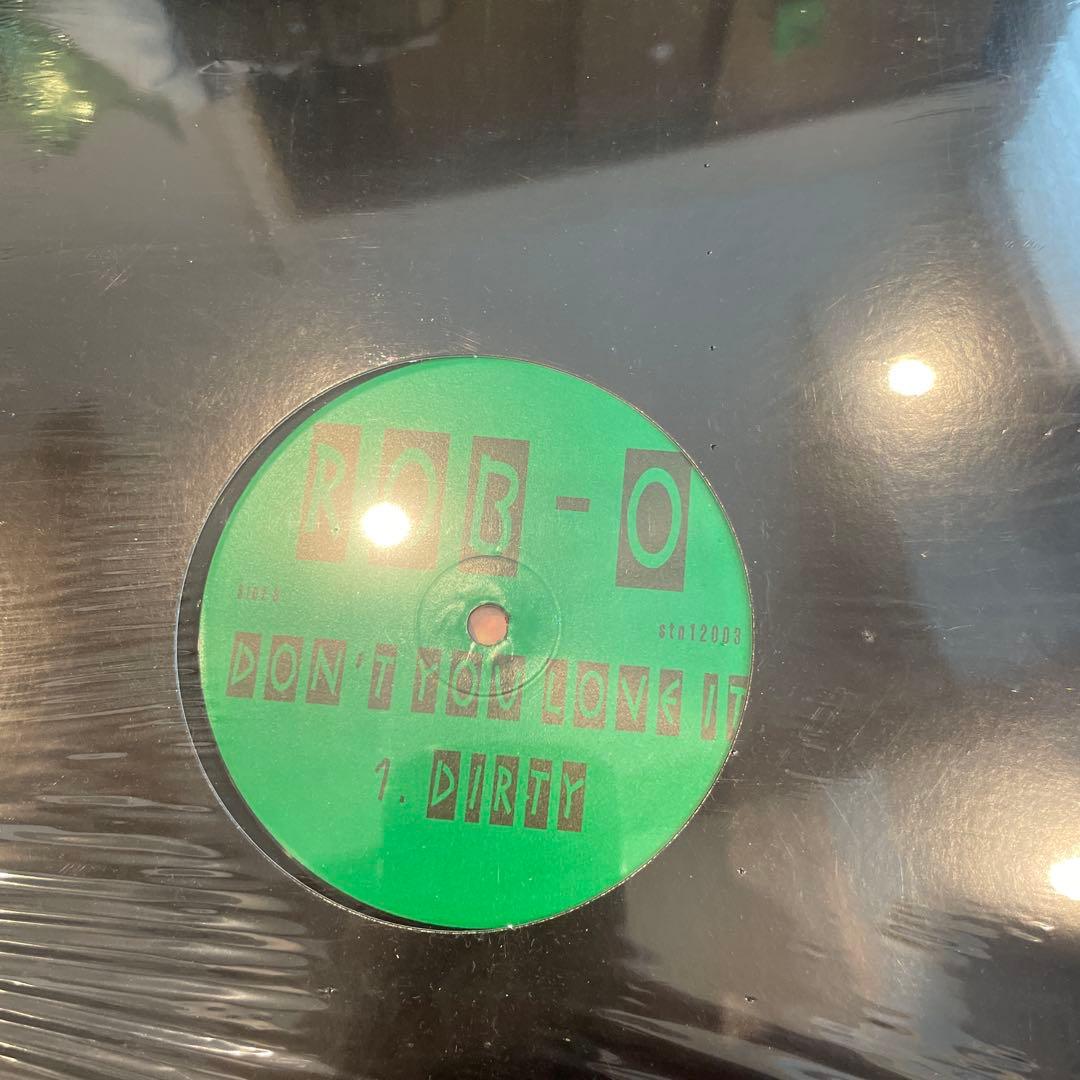 ROB-O
SIDE B
stn12003
DON'T YOU LOVE IT
1. DIRTY